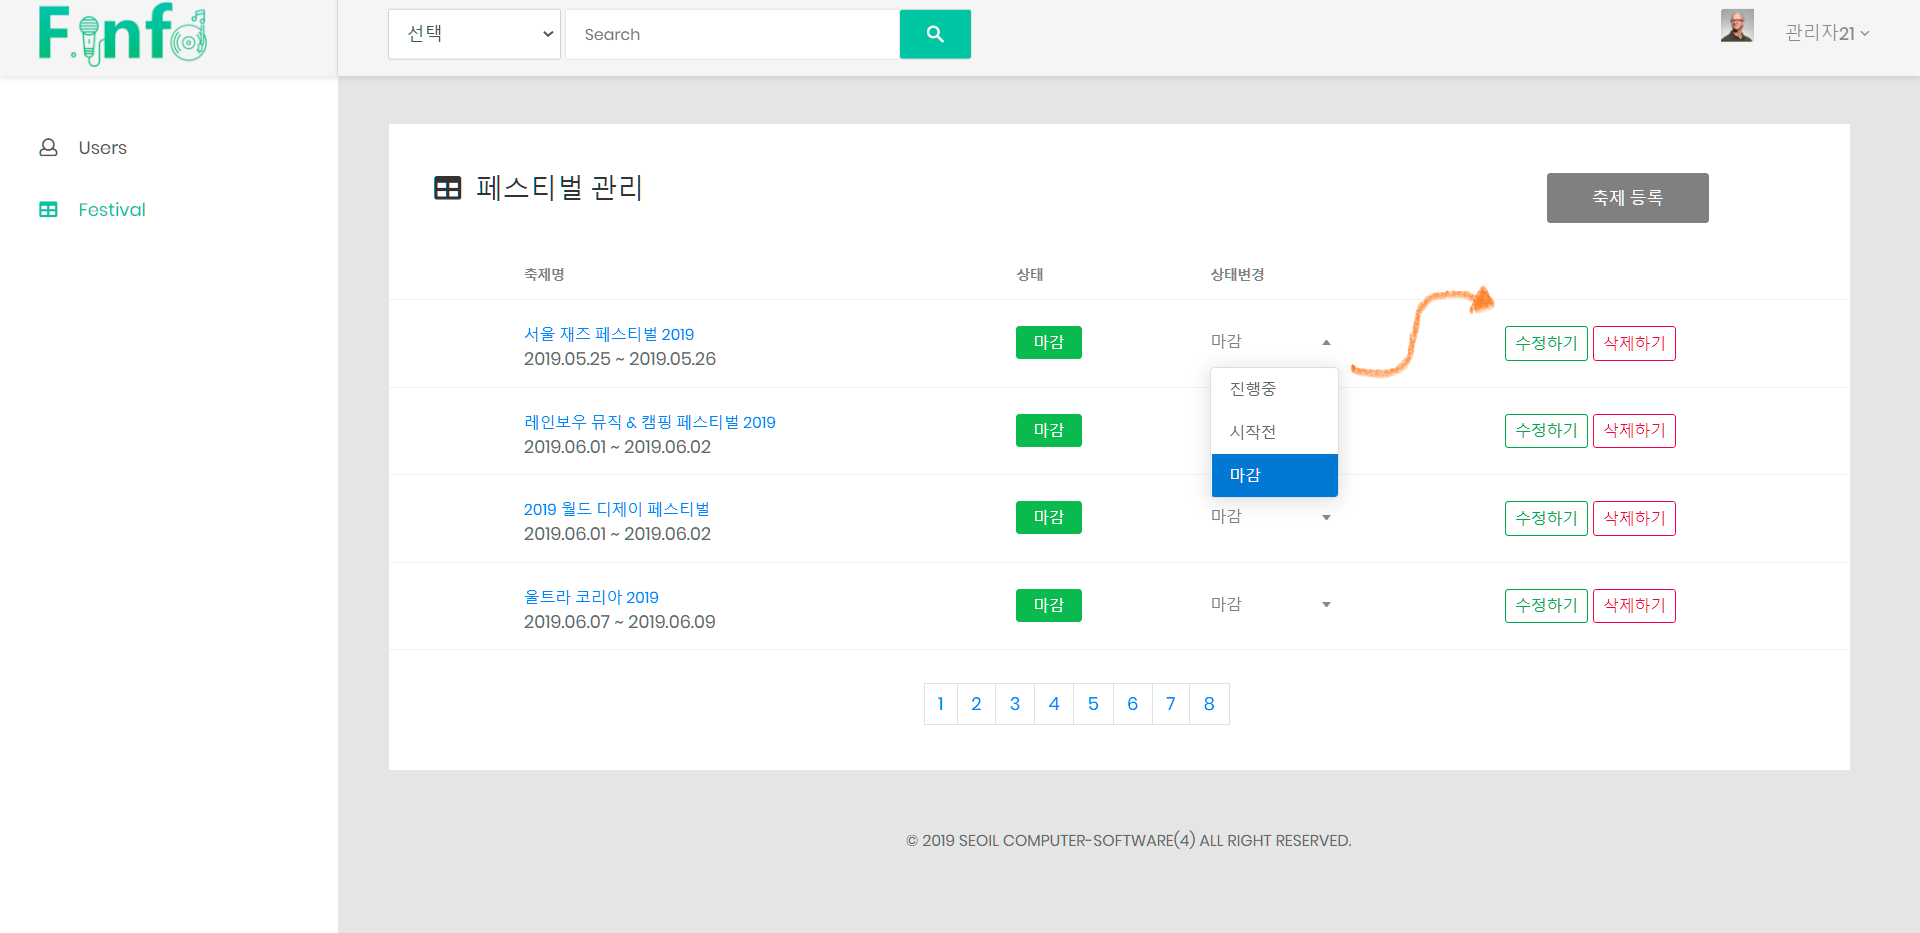 F.info
선택
Search
관리자21
Users
Festival
페스티벌 관리
축제 등록
축제명 상태 상태변경
서울 재즈 페스티벌 2019
2019.05.25 ~ 2019.05.26
마감 마감 수정하기 삭제하기
진행중
시작전
마감
레인보우 뮤직 & 캠핑 페스티벌 2019
2019.06.01 ~ 2019.06.02
마감 수정하기 삭제하기
2019 월드 디제이 페스티벌
2019.06.01 ~ 2019.06.02
마감 마감 수정하기 삭제하기
울트라 코리아 2019
2019.06.07 ~ 2019.06.09
마감 마감 수정하기 삭제하기
1 2 3 4 5 6 7 8
© 2019 SEOIL COMPUTER-SOFTWARE(4) ALL RIGHT RESERVED.